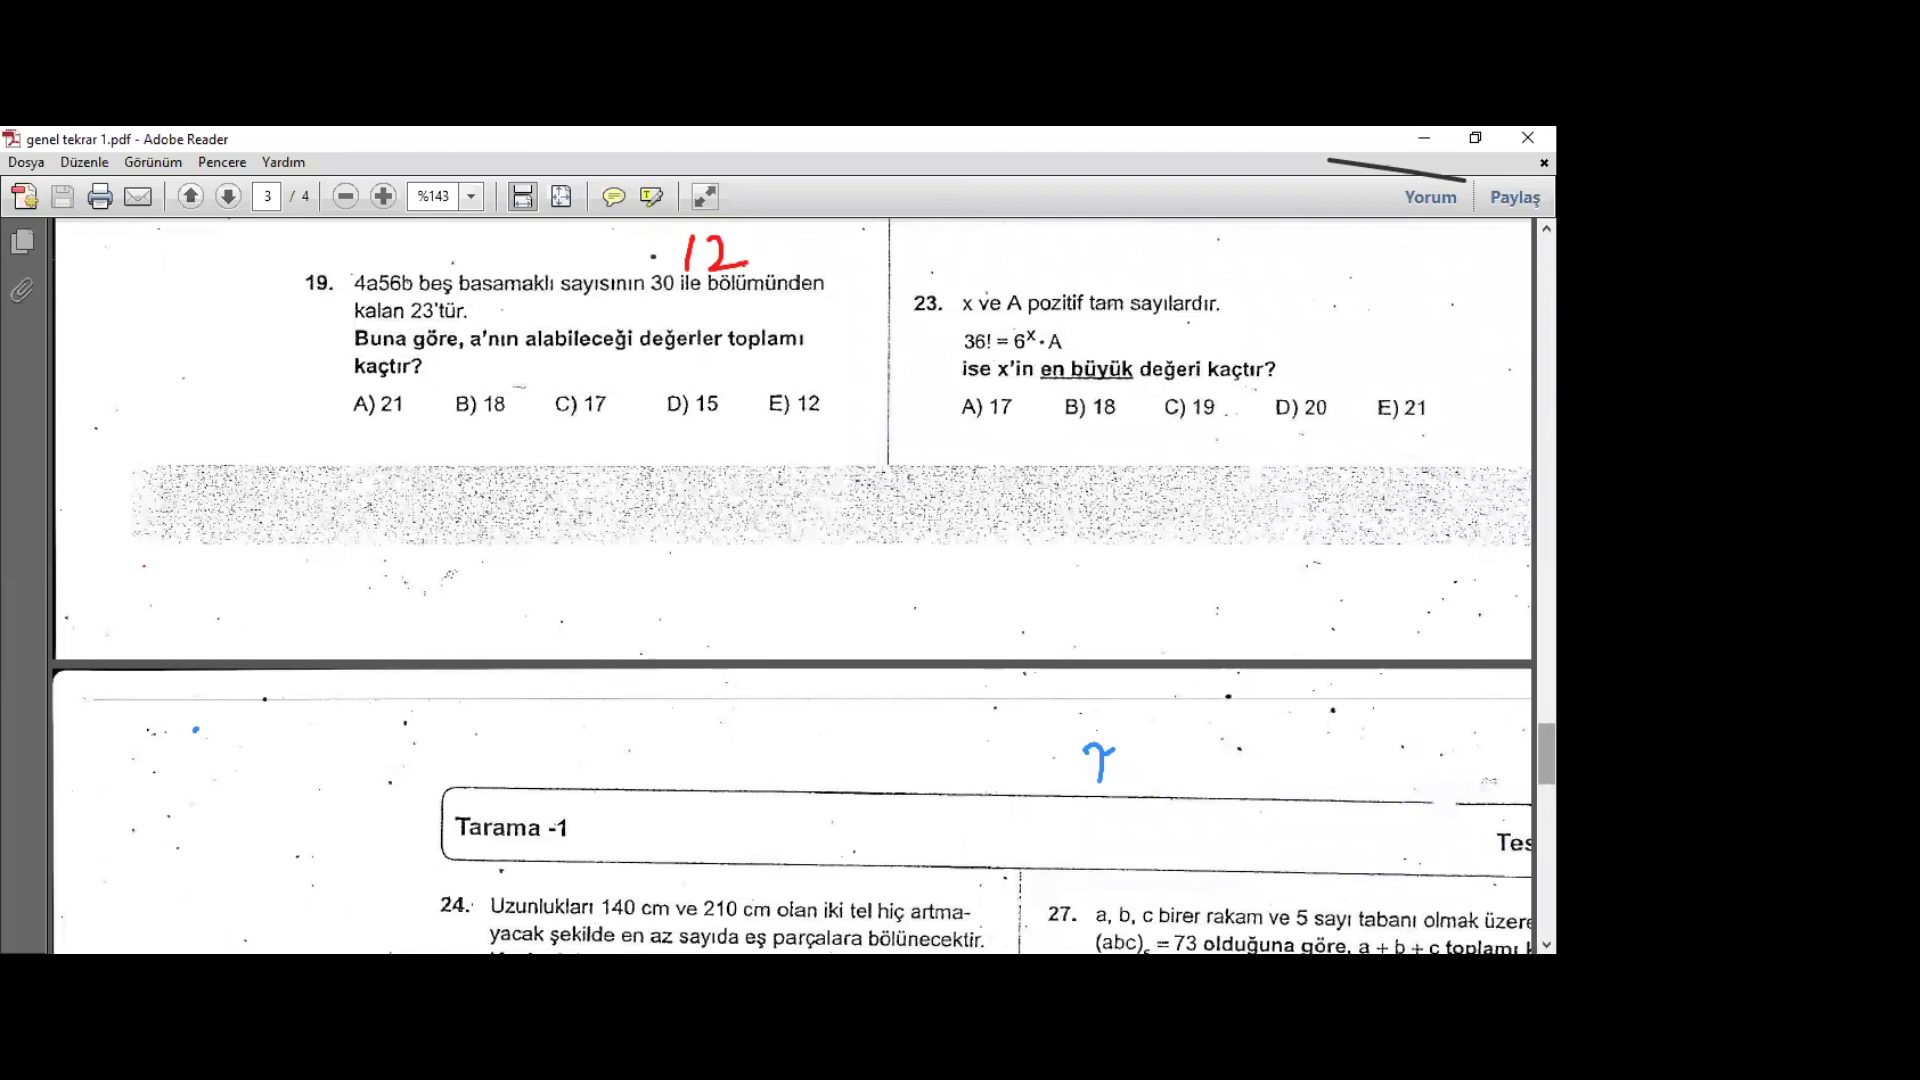 genel tekrar 1.pdf - Adobe Reader
Dosya Düzenle Görünüm Pencere Yardım
3 / 4 %143 Yorum Paylaş
12
19. 4a56b beş basamaklı sayısının 30 ile bölümünden
kalan 23'tür.
Buna göre, a'nın alabileceği değerler toplamı
kaçtır?
A) 21 B) 18 C) 17 D) 15 E) 12
23. x ve A pozitif tam sayılardır.
36! = 6ˣ · A
ise x'in en büyük değeri kaçtır?
A) 17 B) 18 C) 19 D) 20 E) 21
Tarama -1
Tes
24. Uzunlukları 140 cm ve 210 cm olan iki tel hiç artma-
yacak şekilde en az sayıda eş parçalara bölünecektir.
27. a, b, c birer rakam ve 5 sayı tabanı olmak üzere
(abc)₅ = 73 olduğuna göre, a + b + c toplamı